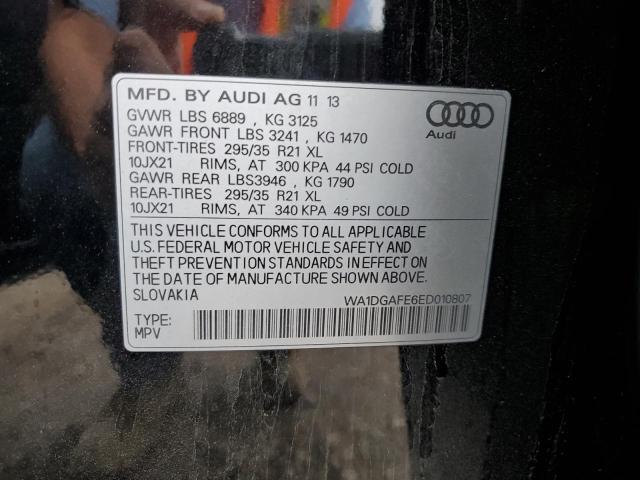 MFD. BY AUDI AG 11 13
GVWR LBS 6889 , KG 3125
GAWR FRONT LBS 3241 , KG 1470
FRONT-TIRES 295/35 R21 XL
10JX21 RIMS, AT 300 KPA 44 PSI COLD
GAWR REAR LBS3946 , KG 1790
REAR-TIRES 295/35 R21 XL
10JX21 RIMS, AT 340 KPA 49 PSI COLD
Audi
THIS VEHICLE CONFORMS TO ALL APPLICABLE
U.S. FEDERAL MOTOR VEHICLE SAFETY AND
THEFT PREVENTION STANDARDS IN EFFECT ON
THE DATE OF MANUFACTURE SHOWN ABOVE.
SLOVAKIA
WA1DGAFE6ED010807
TYPE:
MPV